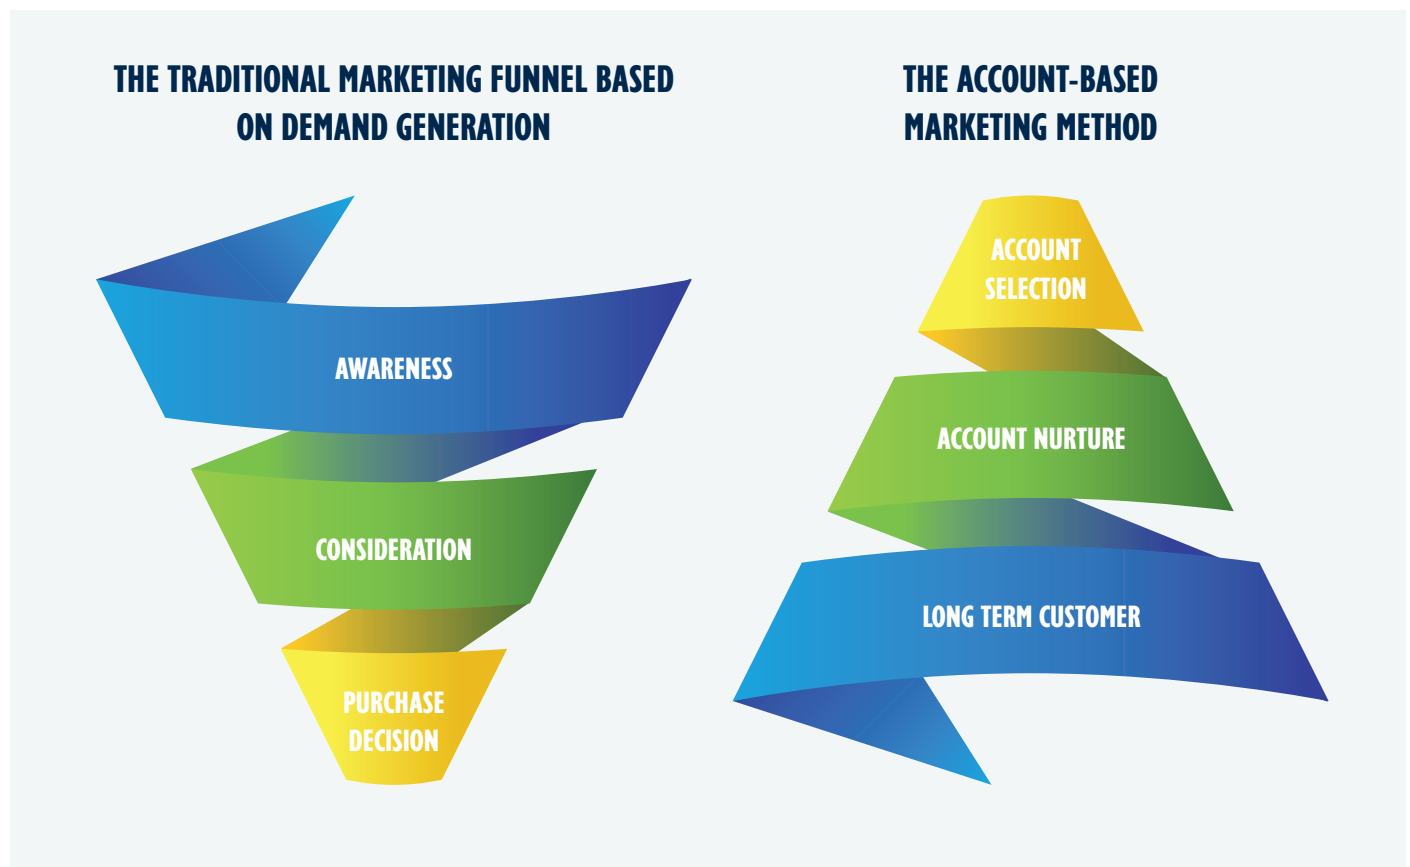 THE TRADITIONAL MARKETING FUNNEL BASED
ON DEMAND GENERATION
AWARENESS
CONSIDERATION
PURCHASE
DECISION
THE ACCOUNT-BASED
MARKETING METHOD
ACCOUNT
SELECTION
ACCOUNT NURTURE
LONG TERM CUSTOMER